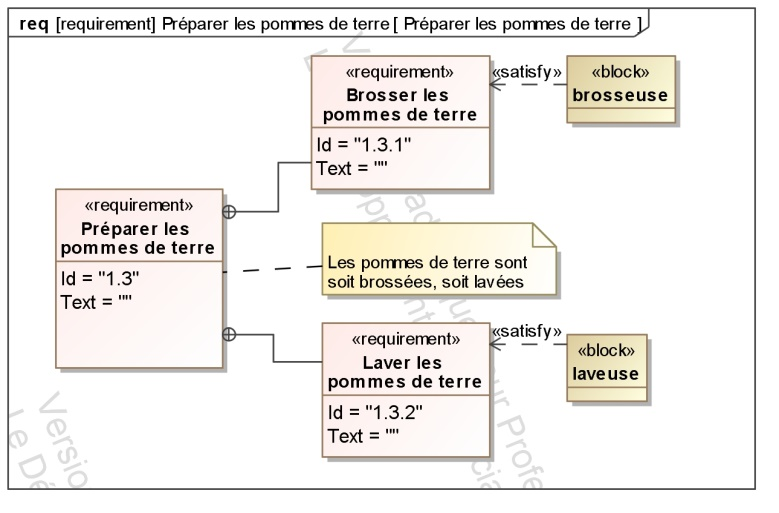 req [requirement] Préparer les pommes de terre [ Préparer les pommes de terre ]
«requirement»
Brosser les
pommes de terre
Id = "1.3.1"
Text = ""
«satisfy»
«block»
brosseuse
«requirement»
Préparer les
pommes de terre
Id = "1.3"
Text = ""
Les pommes de terre sont
soit brossées, soit lavées
«requirement»
Laver les
pommes de terre
Id = "1.3.2"
Text = ""
«satisfy»
«block»
laveuse
Versio
Le Dé